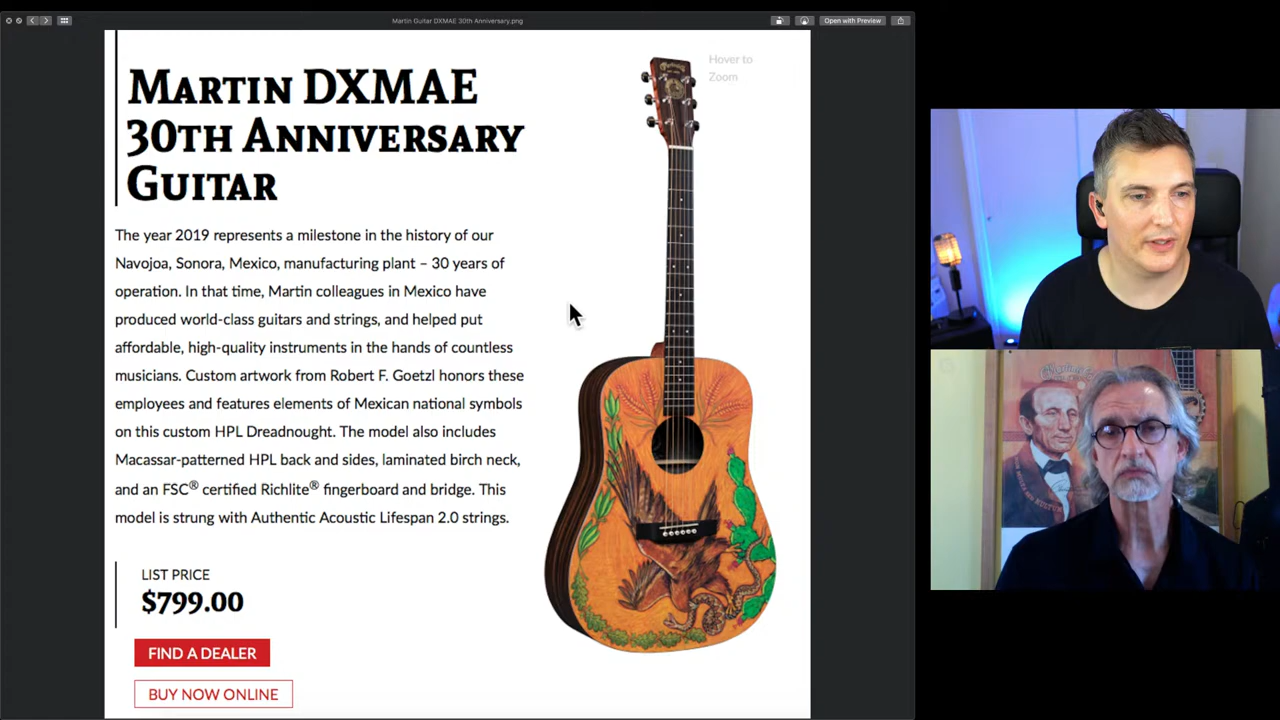 Martin Guitar DXMAE 30th Anniversary.png
Open with Preview
Martin DXMAE
30th Anniversary
Guitar
Hover to
Zoom
The year 2019 represents a milestone in the history of our
Navojoa, Sonora, Mexico, manufacturing plant – 30 years of
operation. In that time, Martin colleagues in Mexico have
produced world-class guitars and strings, and helped put
affordable, high-quality instruments in the hands of countless
musicians. Custom artwork from Robert F. Goetzl honors these
employees and features elements of Mexican national symbols
on this custom HPL Dreadnought. The model also includes
Macassar-patterned HPL back and sides, laminated birch neck,
and an FSC® certified Richlite® fingerboard and bridge. This
model is strung with Authentic Acoustic Lifespan 2.0 strings.
LIST PRICE
$799.00
FIND A DEALER
BUY NOW ONLINE